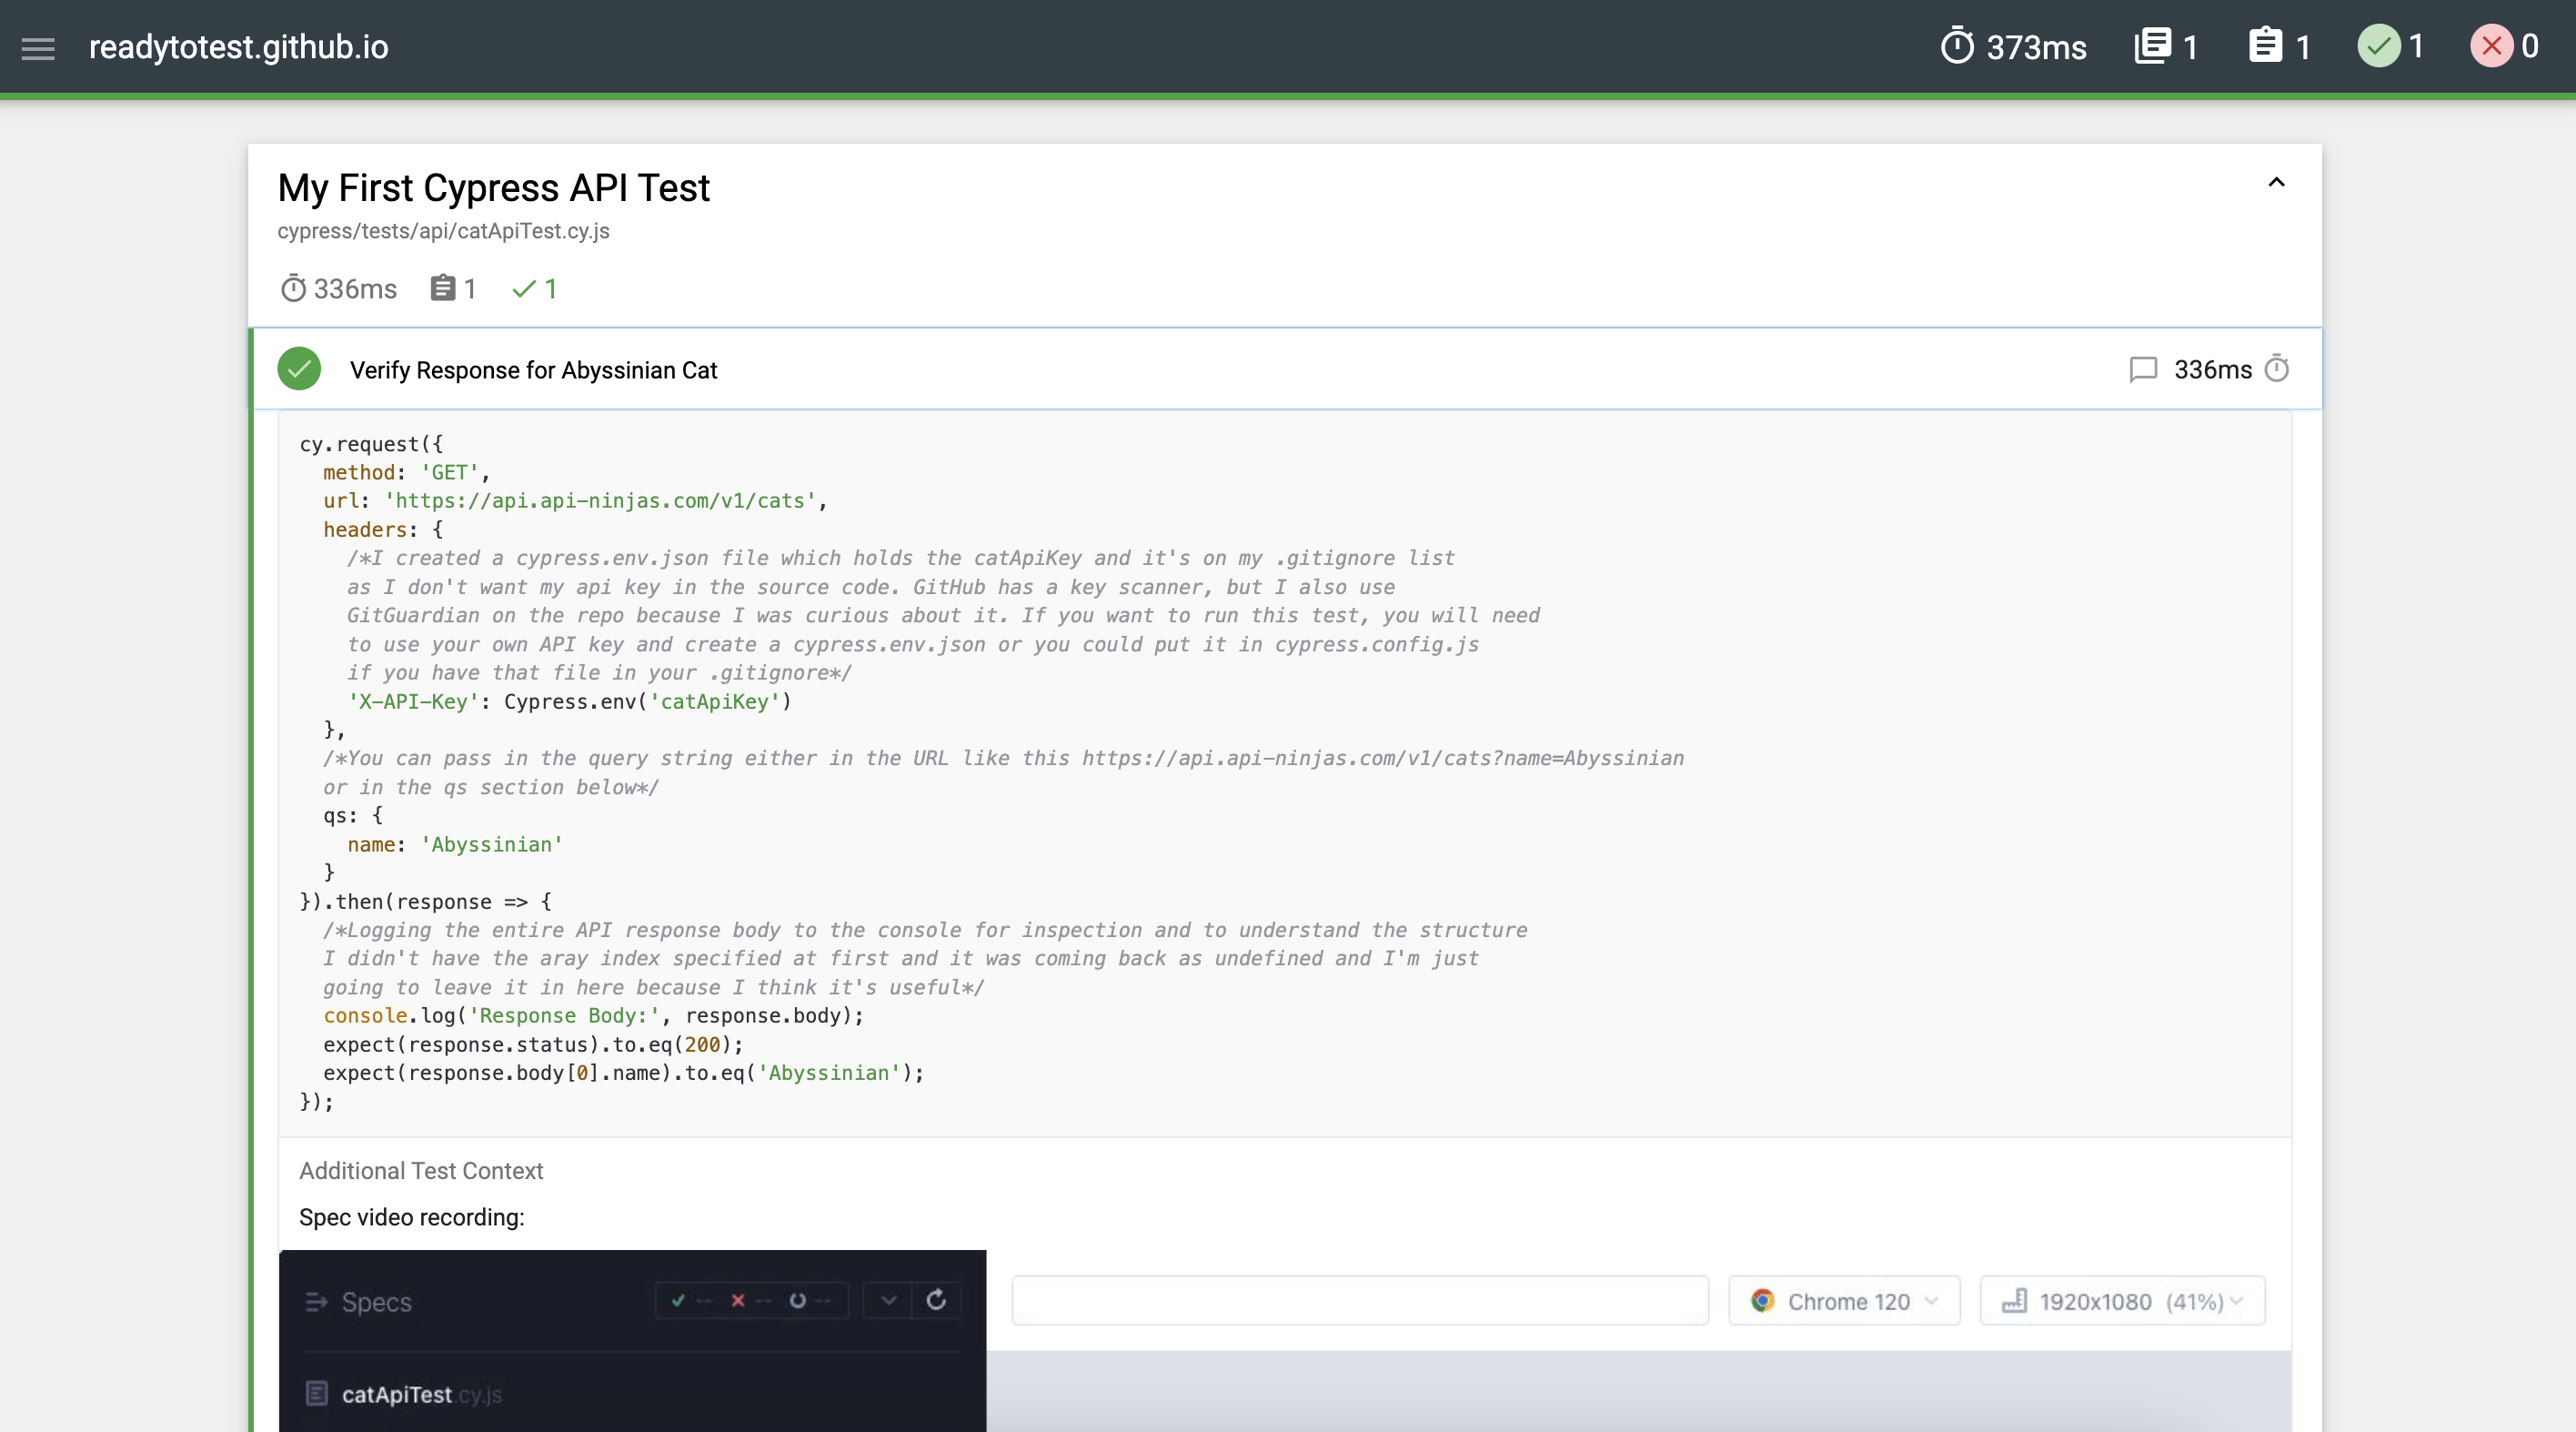 readytotest.github.io
373ms 1 1 1 0
My First Cypress API Test
cypress/tests/api/catApiTest.cy.js
336ms 1 1
Verify Response for Abyssinian Cat 336ms
cy.request({
  method: 'GET',
  url: 'https://api.api-ninjas.com/v1/cats',
  headers: {
    /*I created a cypress.env.json file which holds the catApiKey and it's on my .gitignore list
    as I don't want my api key in the source code. GitHub has a key scanner, but I also use
    GitGuardian on the repo because I was curious about it. If you want to run this test, you will need
    to use your own API key and create a cypress.env.json or you could put it in cypress.config.js
    if you have that file in your .gitignore*/
    'X-API-Key': Cypress.env('catApiKey')
  },
  /*You can pass in the query string either in the URL like this https://api.api-ninjas.com/v1/cats?name=Abyssinian
  or in the qs section below*/
  qs: {
    name: 'Abyssinian'
  }
}).then(response => {
  /*Logging the entire API response body to the console for inspection and to understand the structure
  I didn't have the aray index specified at first and it was coming back as undefined and I'm just
  going to leave it in here because I think it's useful*/
  console.log('Response Body:', response.body);
  expect(response.status).to.eq(200);
  expect(response.body[0].name).to.eq('Abyssinian');
});
Additional Test Context
Spec video recording:
Specs -- -- -- Chrome 120 1920x1080 (41%)
catApiTest.cy.js